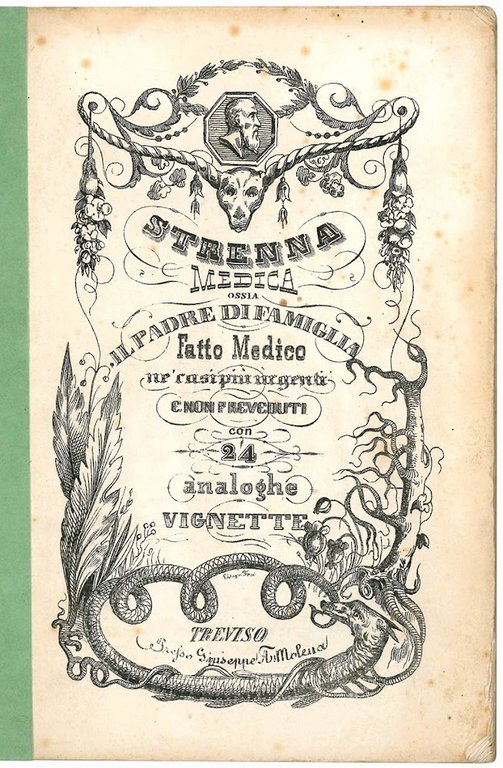 STRENNA
MEDICA
OSSIA
IL PADRE DI FAMIGLIA
Fatto Medico
ne' casi più urgenti
E NON PREVEDUTI
con
24
analoghe
VIGNETTE
TREVISO
Presso Giuseppe A. Molena